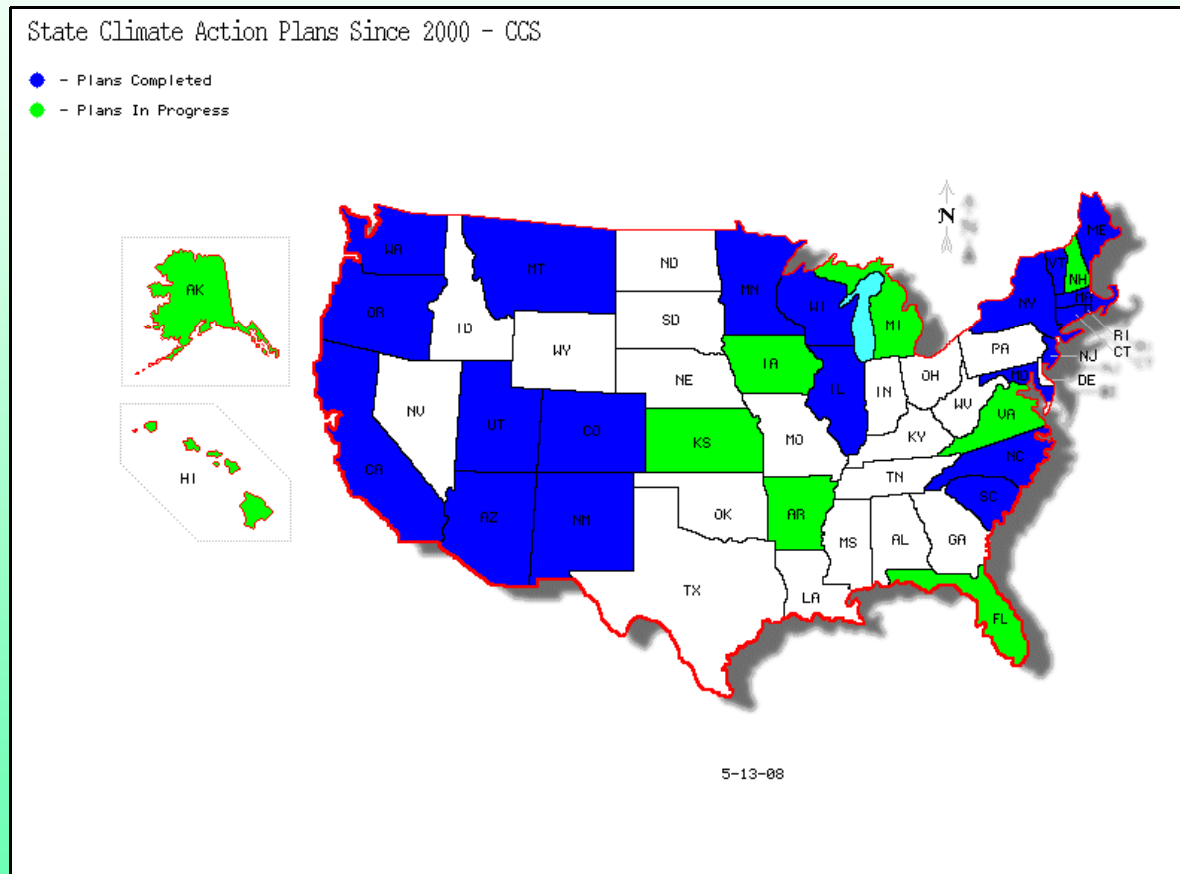 State Climate Action Plans Since 2000 - CCS
- Plans Completed
- Plans In Progress
N
ME
WA
VT
MT
ND
NH
AK
MN
MA
NY
OR
WI
SD
MI
ID
RI
PA
CT
WY
NJ
IA
OH
MD
DE
NE
IN
IL
WV
NV
VA
UT
CO
KY
KS
MO
NC
CA
TN
HI
SC
AZ
NM
OK
AR
MS
AL
GA
TX
LA
FL
5-13-08